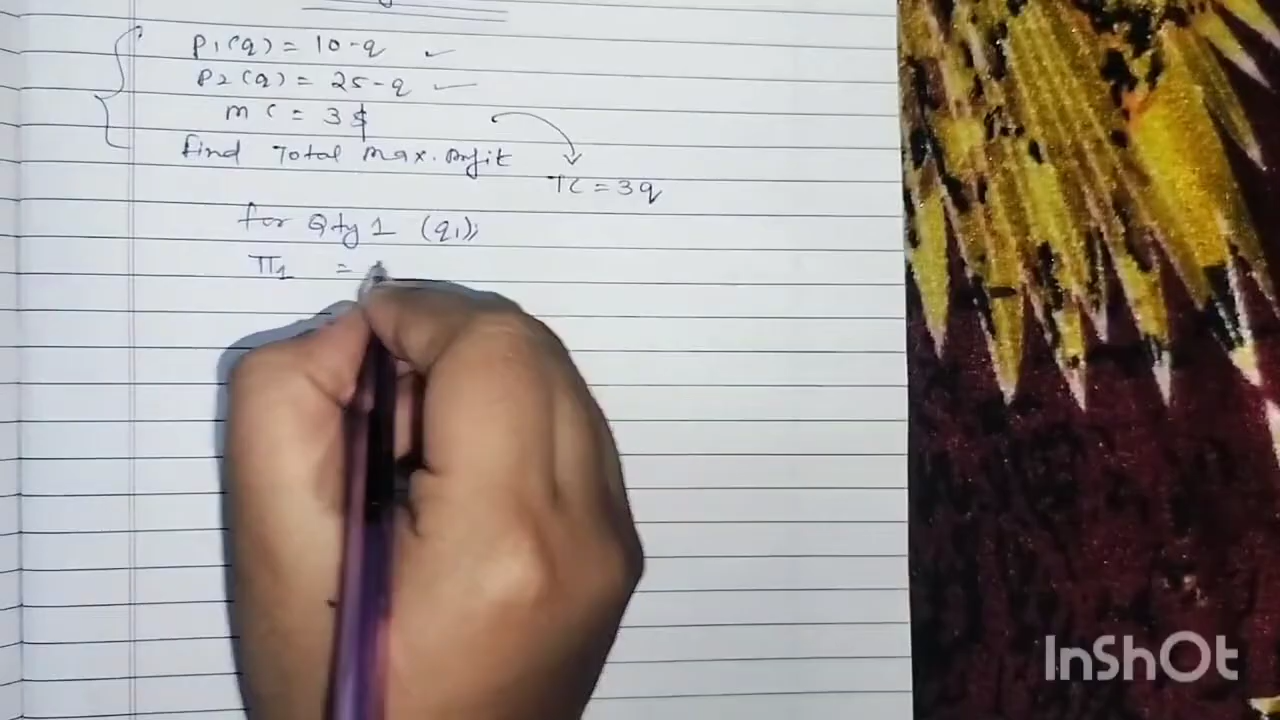 P1(q) = 10-q
P2(q) = 25-q
MC = 3$
find Total Max. Profit
TC = 3q
for Qty 1 (q1),
π1 =
InShOt